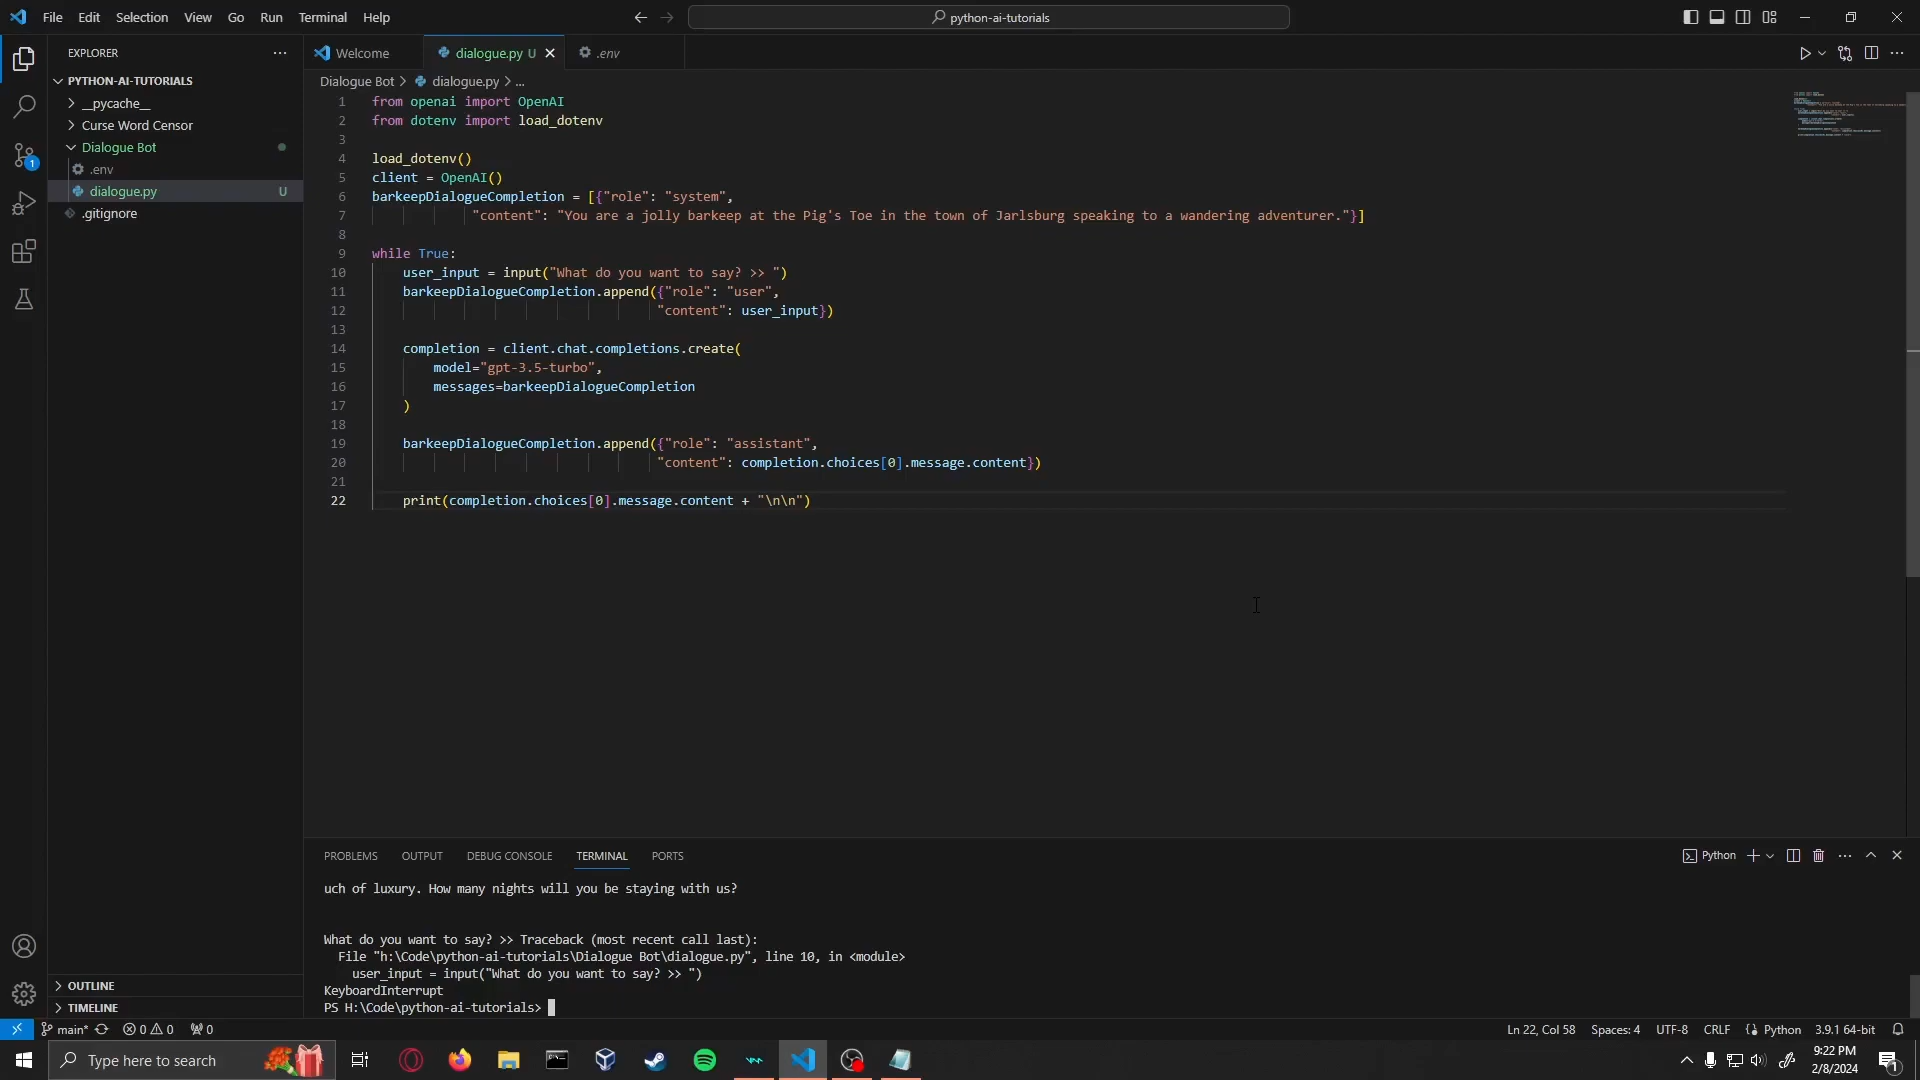 File Edit Selection View Go Run Terminal Help
python-ai-tutorials
EXPLORER
PYTHON-AI-TUTORIALS
__pycache__
Curse Word Censor
Dialogue Bot
.env
dialogue.py U
.gitignore
OUTLINE
TIMELINE
1
Welcome dialogue.py U .env
Dialogue Bot > dialogue.py > ...
1 from openai import OpenAI
2 from dotenv import load_dotenv
3
4 load_dotenv()
5 client = OpenAI()
6 barkeepDialogueCompletion = [{"role": "system",
7 "content": "You are a jolly barkeep at the Pig's Toe in the town of Jarlsburg speaking to a wandering adventurer."}]
8
9 while True:
10 user_input = input("What do you want to say? >> ")
11 barkeepDialogueCompletion.append({"role": "user",
12 "content": user_input})
13
14 completion = client.chat.completions.create(
15 model="gpt-3.5-turbo",
16 messages=barkeepDialogueCompletion
17 )
18
19 barkeepDialogueCompletion.append({"role": "assistant",
20 "content": completion.choices[0].message.content})
21
22 print(completion.choices[0].message.content + "\n\n")
PROBLEMS OUTPUT DEBUG CONSOLE TERMINAL PORTS
Python
uch of luxury. How many nights will you be staying with us?
What do you want to say? >> Traceback (most recent call last):
File "h:\Code\python-ai-tutorials\Dialogue Bot\dialogue.py", line 10, in <module>
user_input = input("What do you want to say? >> ")
KeyboardInterrupt
PS H:\Code\python-ai-tutorials>
main* 0 0 0
Ln 22, Col 58 Spaces: 4 UTF-8 CRLF Python 3.9.1 64-bit
Type here to search
9:22 PM
2/8/2024
1